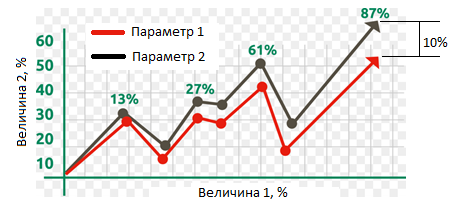 87%
60
Параметр 1
10%
Параметр 2
61%
50
40
27%
13%
30
20
10
Величина 2, %
Величина 1, %